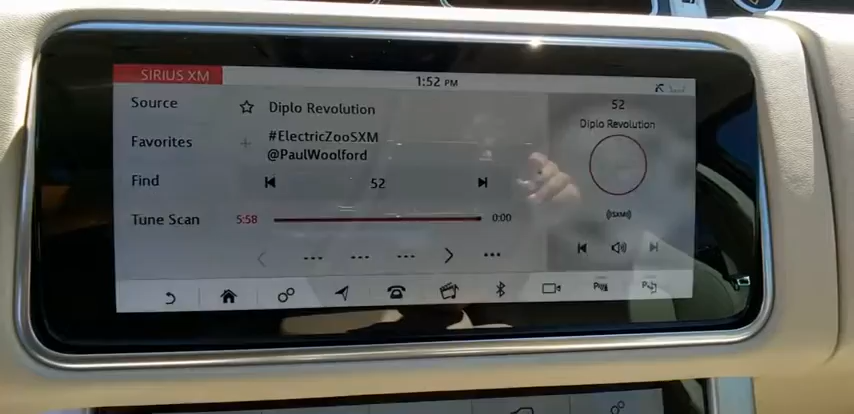 SIRIUS XM
1:52 PM
Source
Diplo Revolution
Favorites
#ElectricZooSXM
@PaulWoolford
Find
52
Tune Scan
5:58
0:00
52
Diplo Revolution
((SXM))